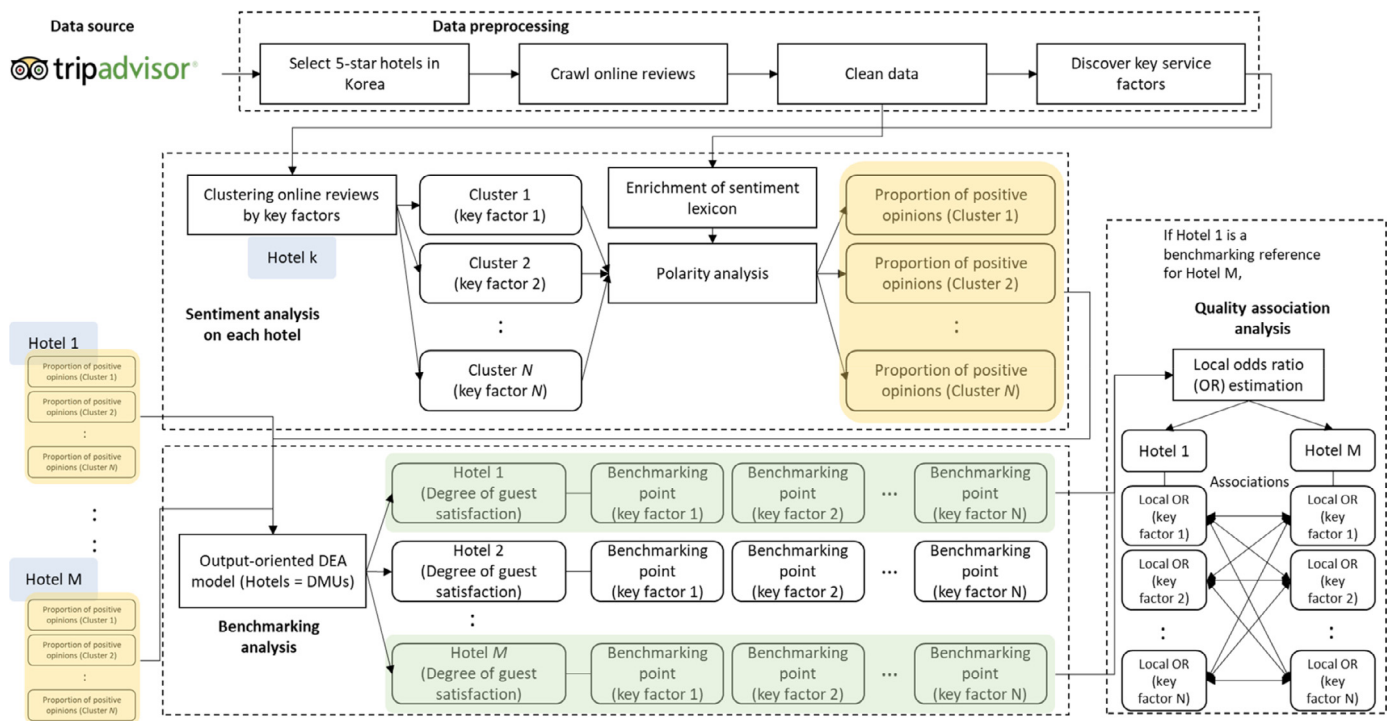 Data source
tripadvisor®
Data preprocessing
Select 5-star hotels in
Korea
Crawl online reviews
Clean data
Discover key service
factors
Clustering online reviews
by key factors
Hotel k
Sentiment analysis
on each hotel
Cluster 1
(key factor 1)
Cluster 2
(key factor 2)
:
Cluster N
(key factor N)
Enrichment of sentiment
lexicon
Polarity analysis
Proportion of positive
opinions (Cluster 1)
Proportion of positive
opinions (Cluster 2)
:
Proportion of positive
opinions (Cluster N)
Hotel 1
Proportion of positive
opinions (Cluster 1)
Proportion of positive
opinions (Cluster 2)
:
Proportion of positive
opinions (Cluster N)
:
:
Hotel M
Proportion of positive
opinions (Cluster 1)
Proportion of positive
opinions (Cluster 2)
:
Proportion of positive
opinions (Cluster N)
Output-oriented DEA
model (Hotels = DMUs)
Benchmarking
analysis
Hotel 1
(Degree of guest
satisfaction)
Benchmarking
point
(key factor 1)
Benchmarking
point
(key factor 2)
...
Benchmarking
point
(key factor N)
Hotel 2
(Degree of guest
satisfaction)
Benchmarking
point
(key factor 1)
Benchmarking
point
(key factor 2)
...
Benchmarking
point
(key factor N)
:
Hotel M
(Degree of guest
satisfaction)
Benchmarking
point
(key factor 1)
Benchmarking
point
(key factor 2)
...
Benchmarking
point
(key factor N)
If Hotel 1 is a
benchmarking reference
for Hotel M,
Quality association
analysis
Local odds ratio
(OR) estimation
Hotel 1
Hotel M
Associations
Local OR
(key
factor 1)
Local OR
(key
factor 1)
Local OR
(key
factor 2)
Local OR
(key
factor 2)
:
:
Local OR
(key
factor N)
Local OR
(key
factor N)